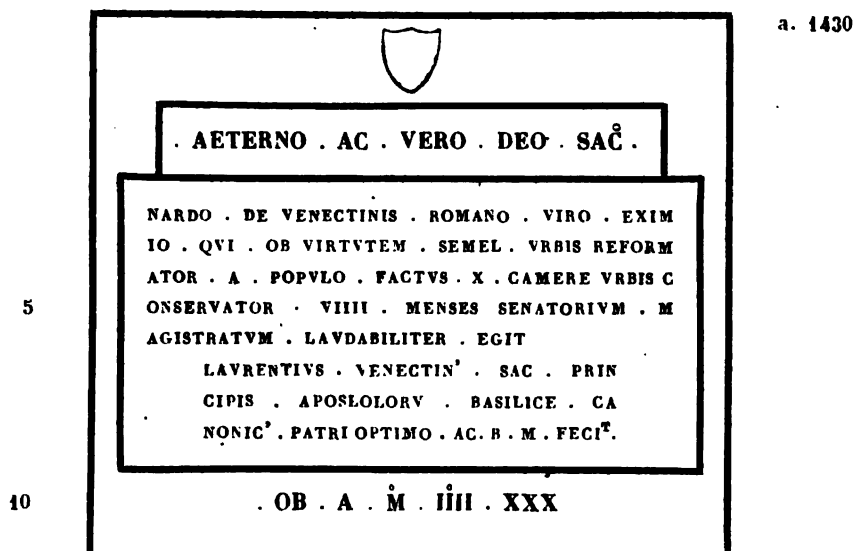 a. 1430
. AETERNO . AC . VERO . DEO . SAC̊ .
NARDO . DE VENECTINIS . ROMANO . VIRO . EXIM
IO . QVI . OB VIRTVTEM . SEMEL . VRBIS REFORM
ATOR . A . POPVLO . FACTVS . X . CAMERE VRBIS C
5 ONSERVATOR . VIIII . MENSES SENATORIVM . M
AGISTRATVM . LAVDABILITER . EGIT
LAVRENTIVS . VENECTIN' . SAC . PRIN
CIPIS . APOSLOLORV . BASILICE . CA
NONIC' . PATRI OPTIMO . AC . B . M . FECIᵀ.
10 . OB . A . M̊ . III̊I . XXX